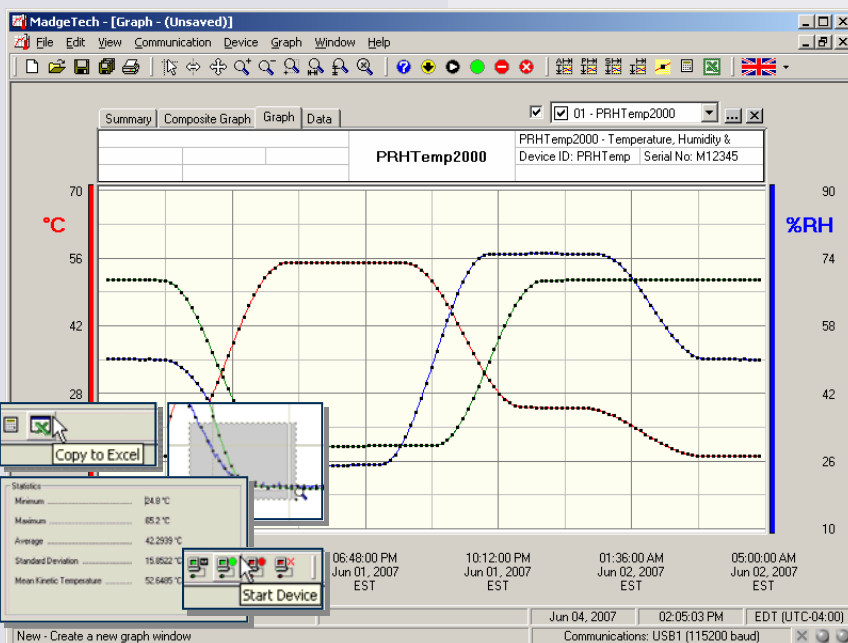 MadgeTech - [Graph - (Unsaved)]
File Edit View Communication Device Graph Window Help
Summary Composite Graph Graph Data
01 - PRHTemp2000
...
PRHTemp2000
PRHTemp2000 - Temperature, Humidity &
Device ID: PRHTemp Serial No: M12345
70 90
°C %RH
56 74
42 58
28 42
26
10
Copy to Excel
Statistics
Minimum 24.8 °C
Maximum 65.2 °C
Average 42.2939 °C
Standard Deviation 15.8522 °C
Mean Kinetic Temperature 52.6485 °C
Start Device
06:48:00 PM 10:12:00 PM 01:36:00 AM 05:00:00 AM
Jun 01, 2007 Jun 01, 2007 Jun 02, 2007 Jun 02, 2007
EST EST EST EST
Jun 04, 2007 02:05:03 PM EDT (UTC-04:00)
New - Create a new graph window Communications: USB1 (115200 baud)